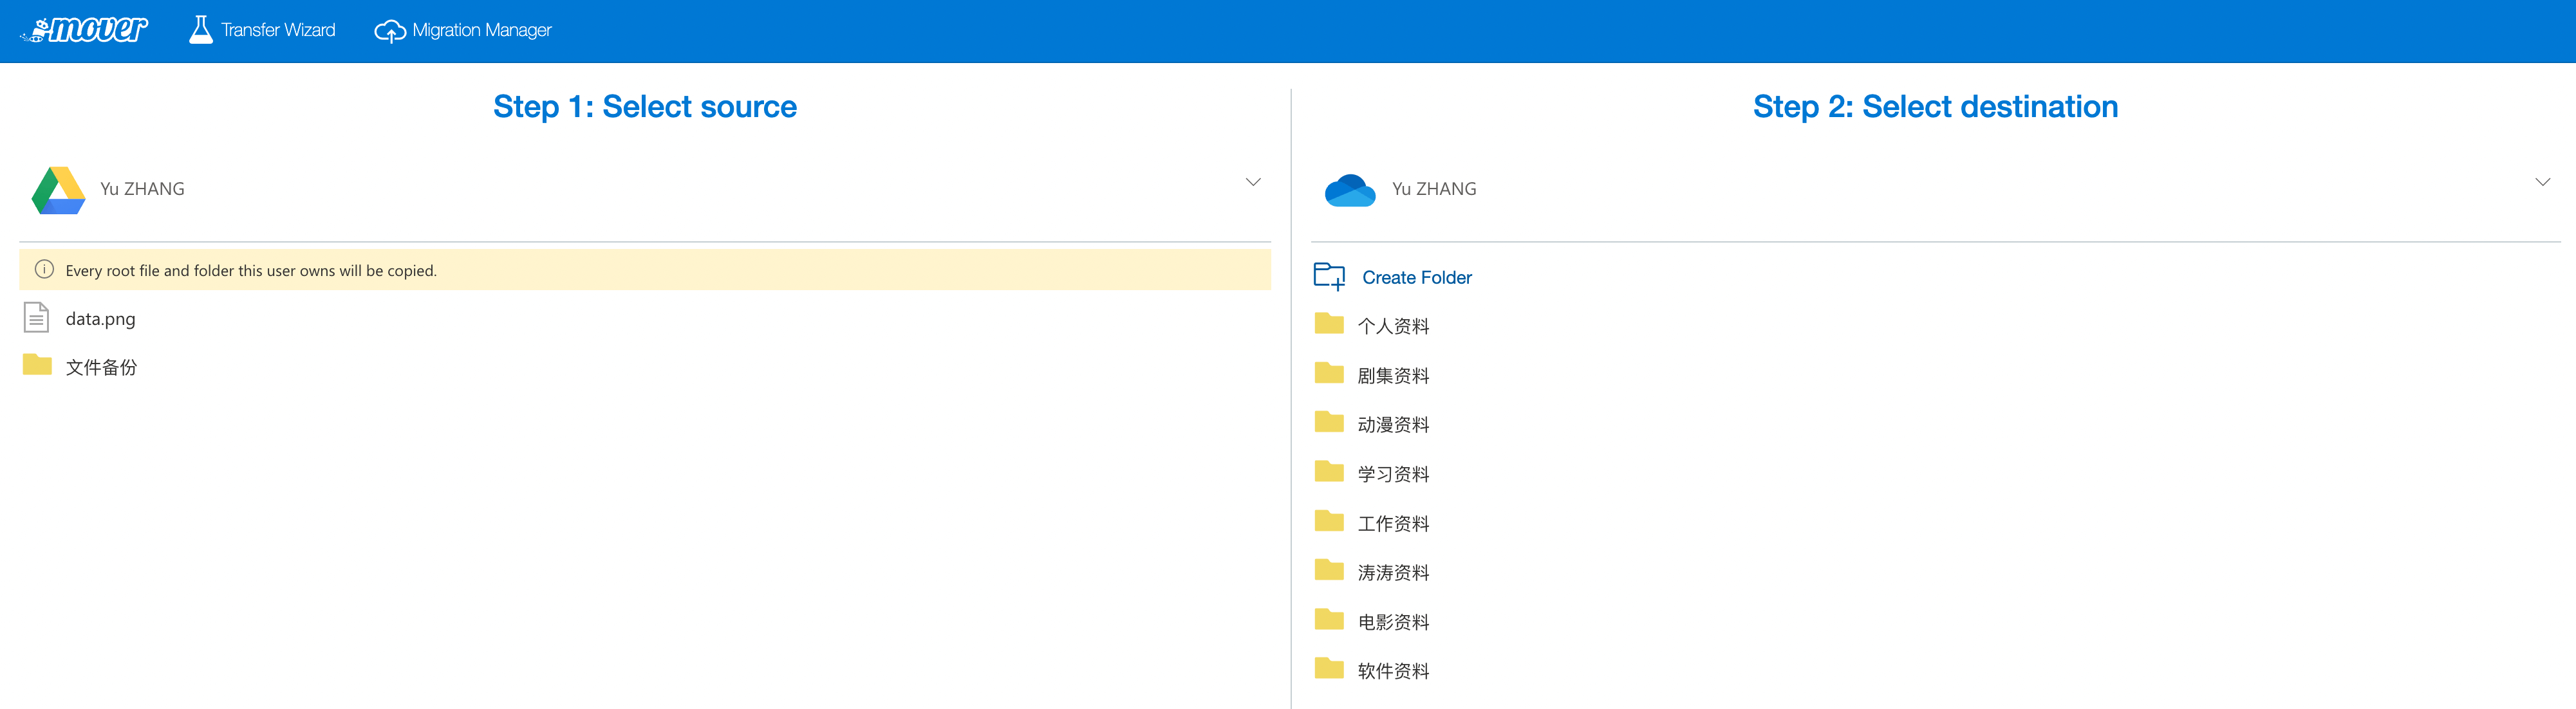 mover
Transfer Wizard
Migration Manager
Step 1: Select source
Yu ZHANG
Every root file and folder this user owns will be copied.
data.png
文件备份
Step 2: Select destination
Yu ZHANG
Create Folder
个人资料
剧集资料
动漫资料
学习资料
工作资料
涛涛资料
电影资料
软件资料